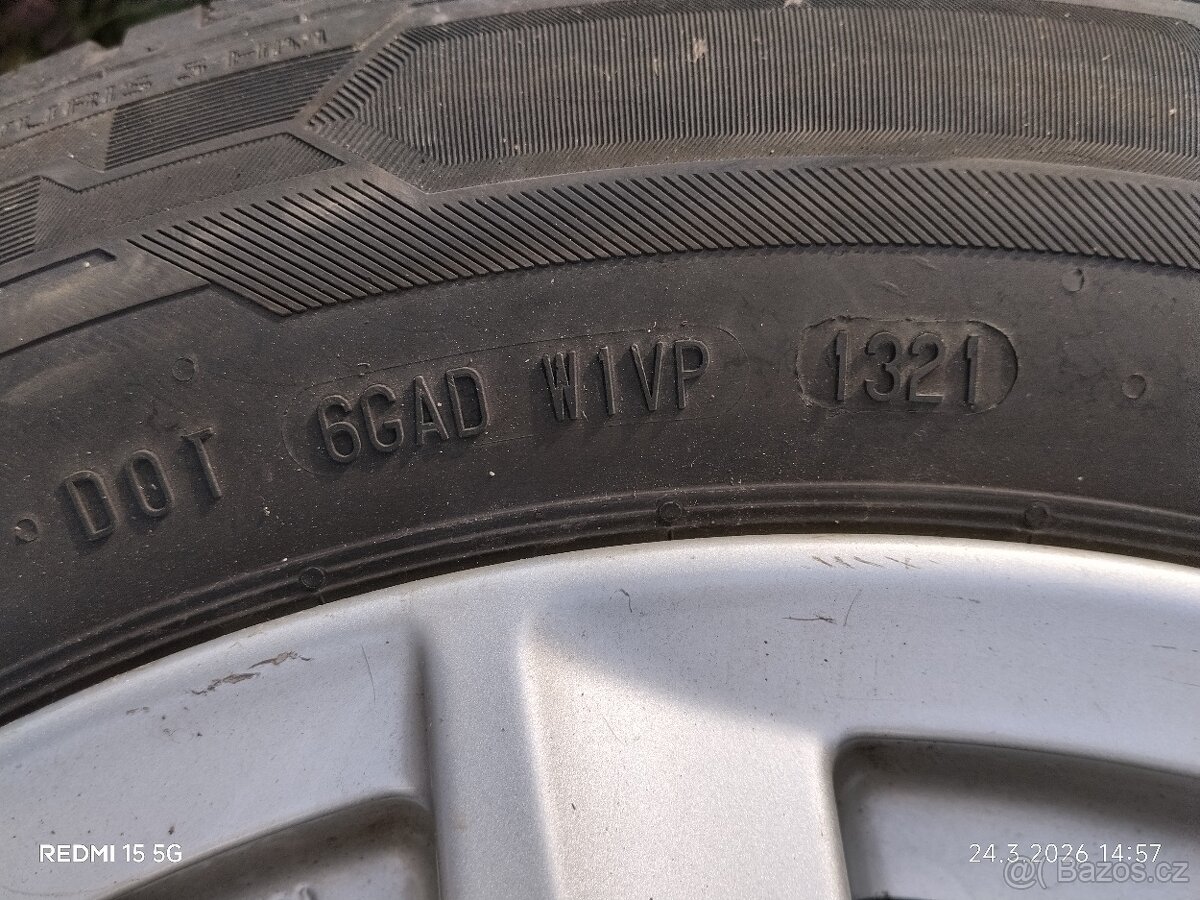 DOT 6GAD W1VP 1321
REDMI 15 5G
24.3.2026 14:57
@Bazos.cz